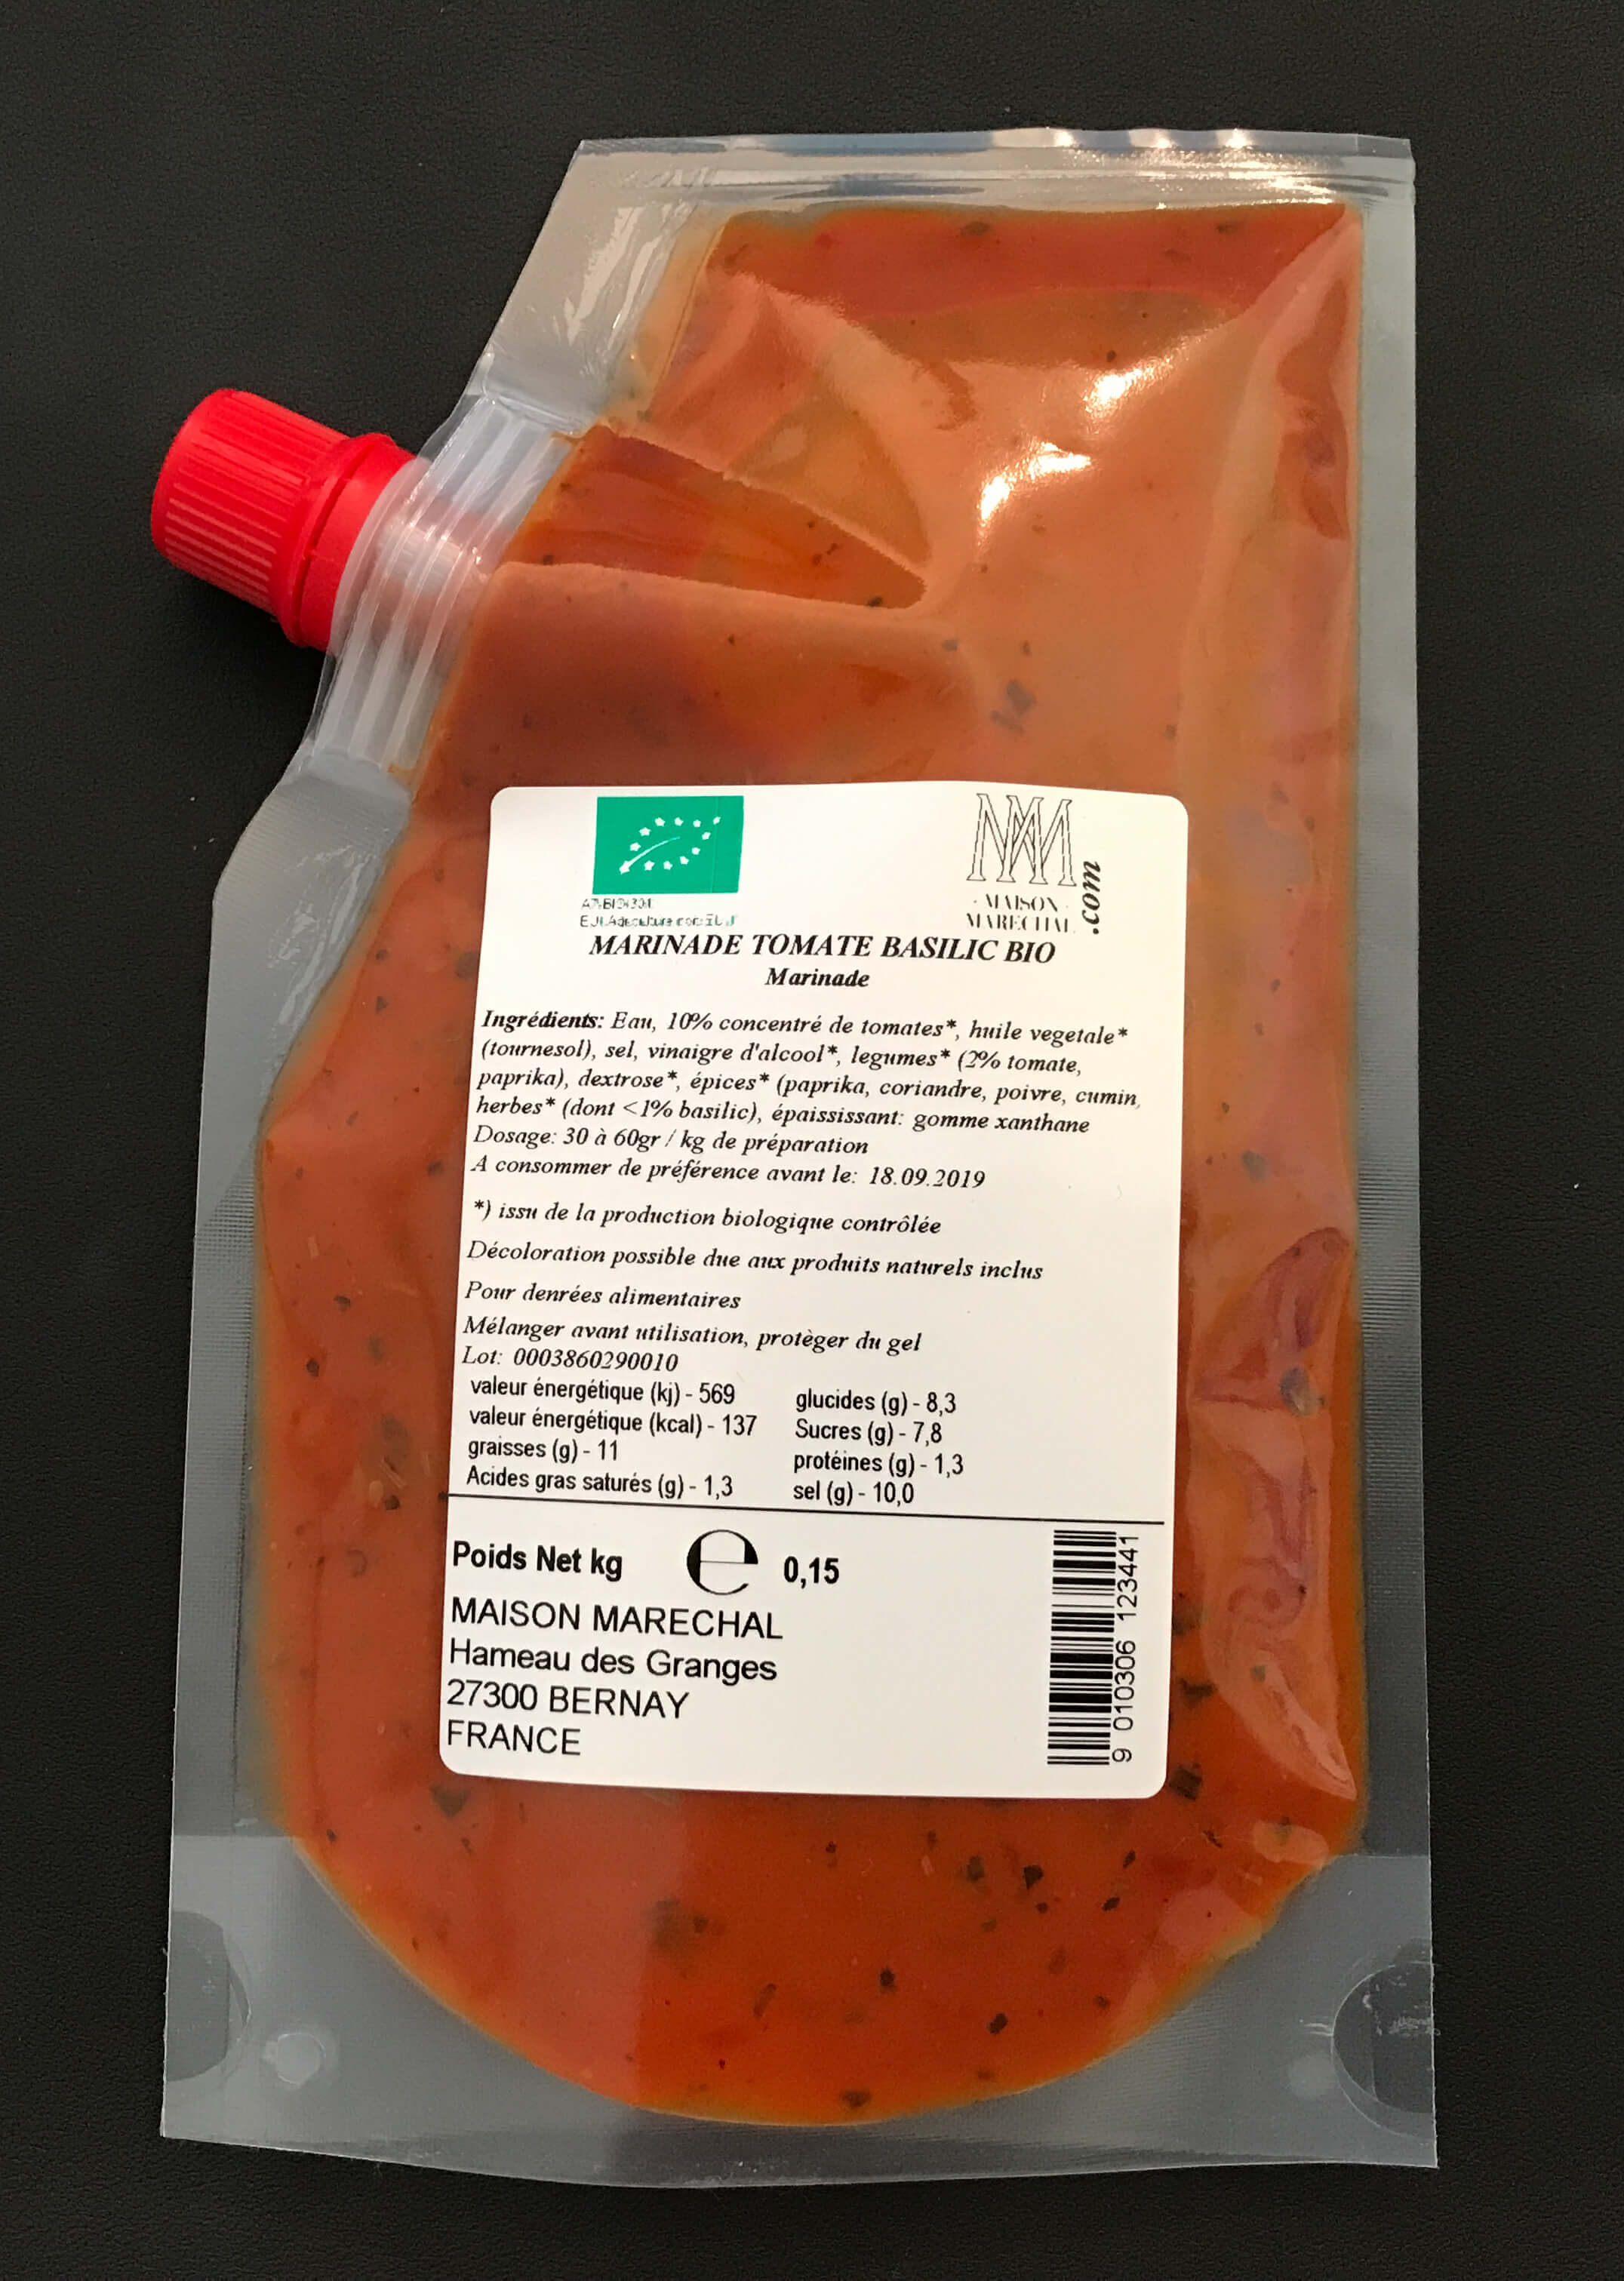 MAISON
MARECHAL
.com
MARINADE TOMATE BASILIC BIO
Marinade
Ingrédients: Eau, 10% concentré de tomates*, huile vegetale*
(tournesol), sel, vinaigre d'alcool*, legumes* (2% tomate,
paprika), dextrose*, épices* (paprika, coriandre, poivre, cumin,
herbes* (dont <1% basilic), épaississant: gomme xanthane
Dosage: 30 à 60gr / kg de préparation
A consommer de préférence avant le: 18.09.2019
*) issu de la production biologique contrôlée
Décoloration possible due aux produits naturels inclus
Pour denrées alimentaires
Mélanger avant utilisation, protèger du gel
Lot: 0003860290010
valeur énergétique (kj) - 569
valeur énergétique (kcal) - 137
graisses (g) - 11
Acides gras saturés (g) - 1,3
glucides (g) - 8,3
Sucres (g) - 7,8
protéines (g) - 1,3
sel (g) - 10,0
Poids Net kg e 0,15
MAISON MARECHAL
Hameau des Granges
27300 BERNAY
FRANCE
9 010306 123441